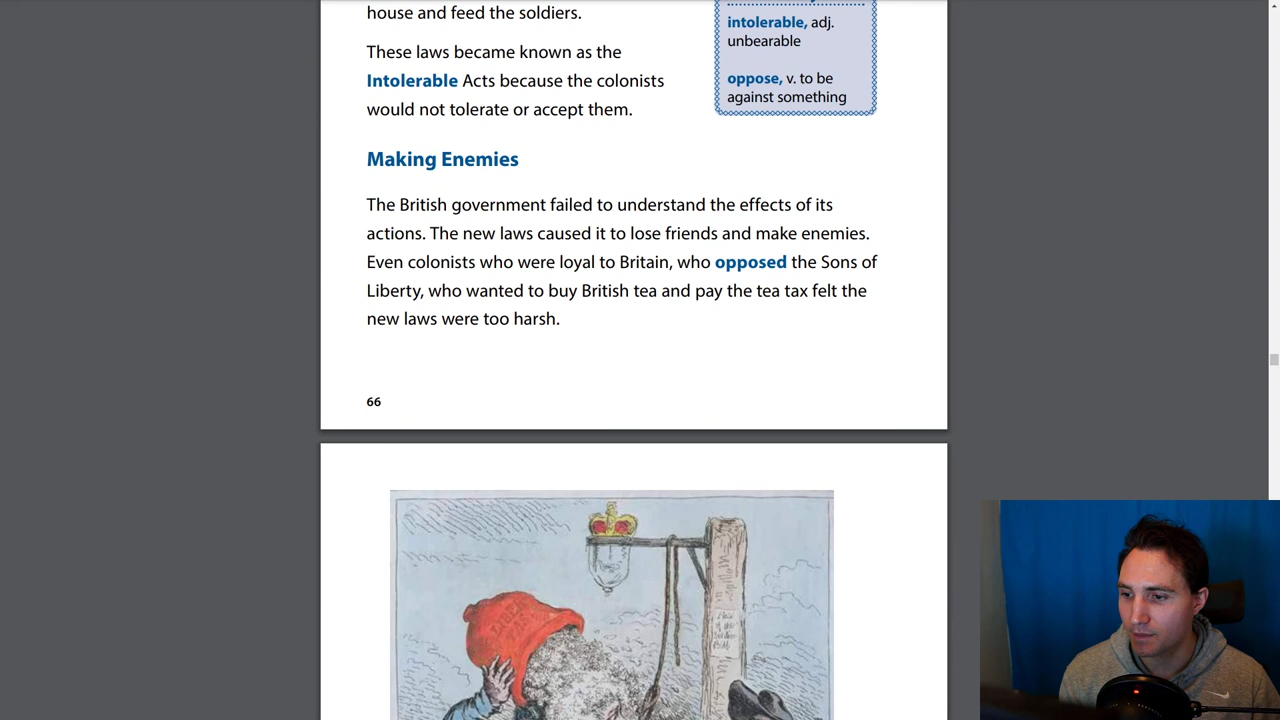 house and feed the soldiers.
These laws became known as the
Intolerable Acts because the colonists
would not tolerate or accept them.
intolerable, adj.
unbearable
oppose, v. to be
against something
Making Enemies
The British government failed to understand the effects of its
actions. The new laws caused it to lose friends and make enemies.
Even colonists who were loyal to Britain, who opposed the Sons of
Liberty, who wanted to buy British tea and pay the tea tax felt the
new laws were too harsh.
66